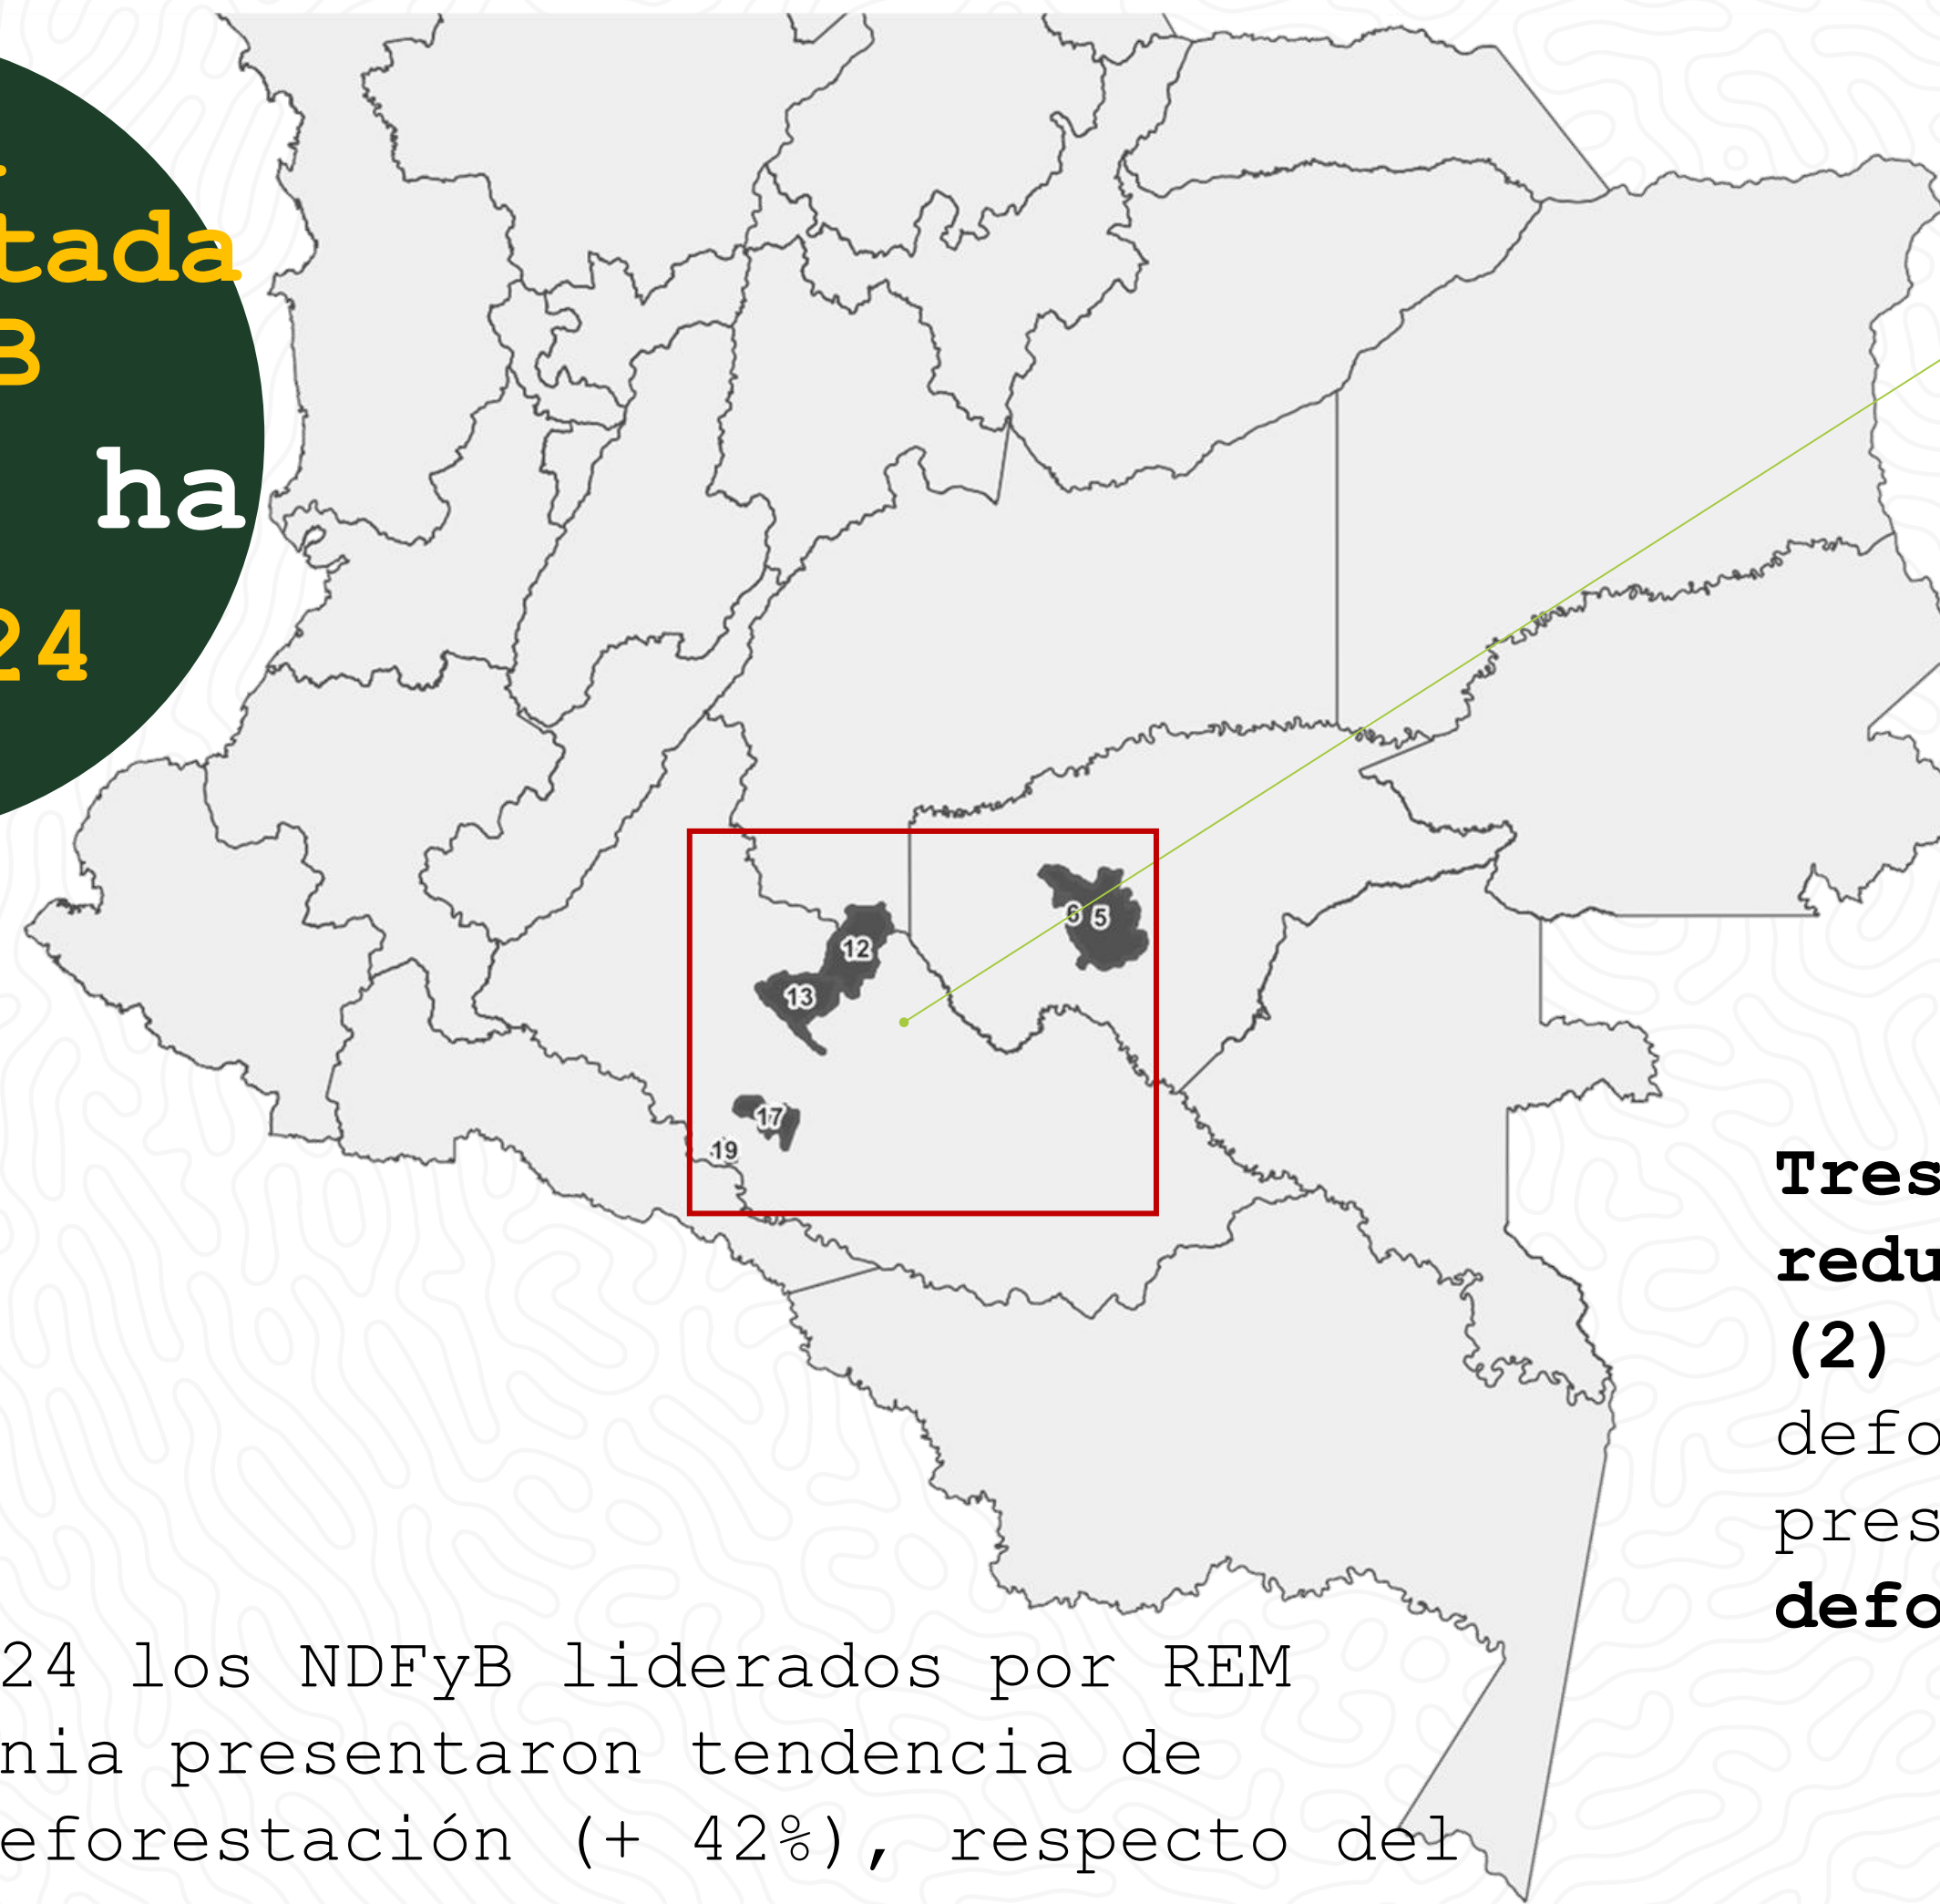 tada
B
ha
24
6 5
12
13
17
19
Tres
redu
(2)
defo
pres
defo
24 los NDFyB liderados por REM
nia presentaron tendencia de
eforestación (+ 42%), respecto del